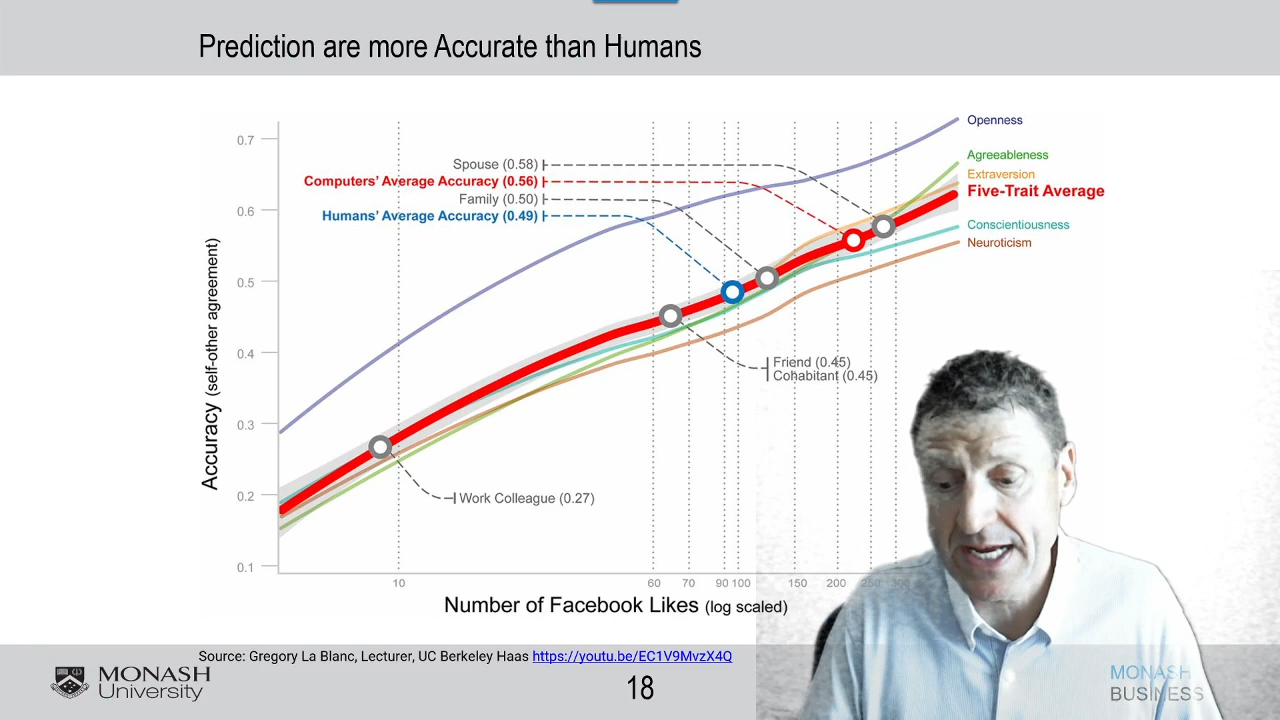 Prediction are more Accurate than Humans
0.7
0.6
0.5
0.4
0.3
0.2
0.1
Accuracy (self-other agreement)
Spouse (0.58)
Computers' Average Accuracy (0.56)
Family (0.50)
Humans' Average Accuracy (0.49)
Friend (0.45)
Cohabitant (0.45)
Work Colleague (0.27)
Openness
Agreeableness
Extraversion
Five-Trait Average
Conscientiousness
Neuroticism
10 60 70 90 100 150 200 250 300
Number of Facebook Likes (log scaled)
Source: Gregory La Blanc, Lecturer, UC Berkeley Haas https://youtu.be/EC1V9MvzX4Q
MONASH
University
18
MONASH
BUSINESS